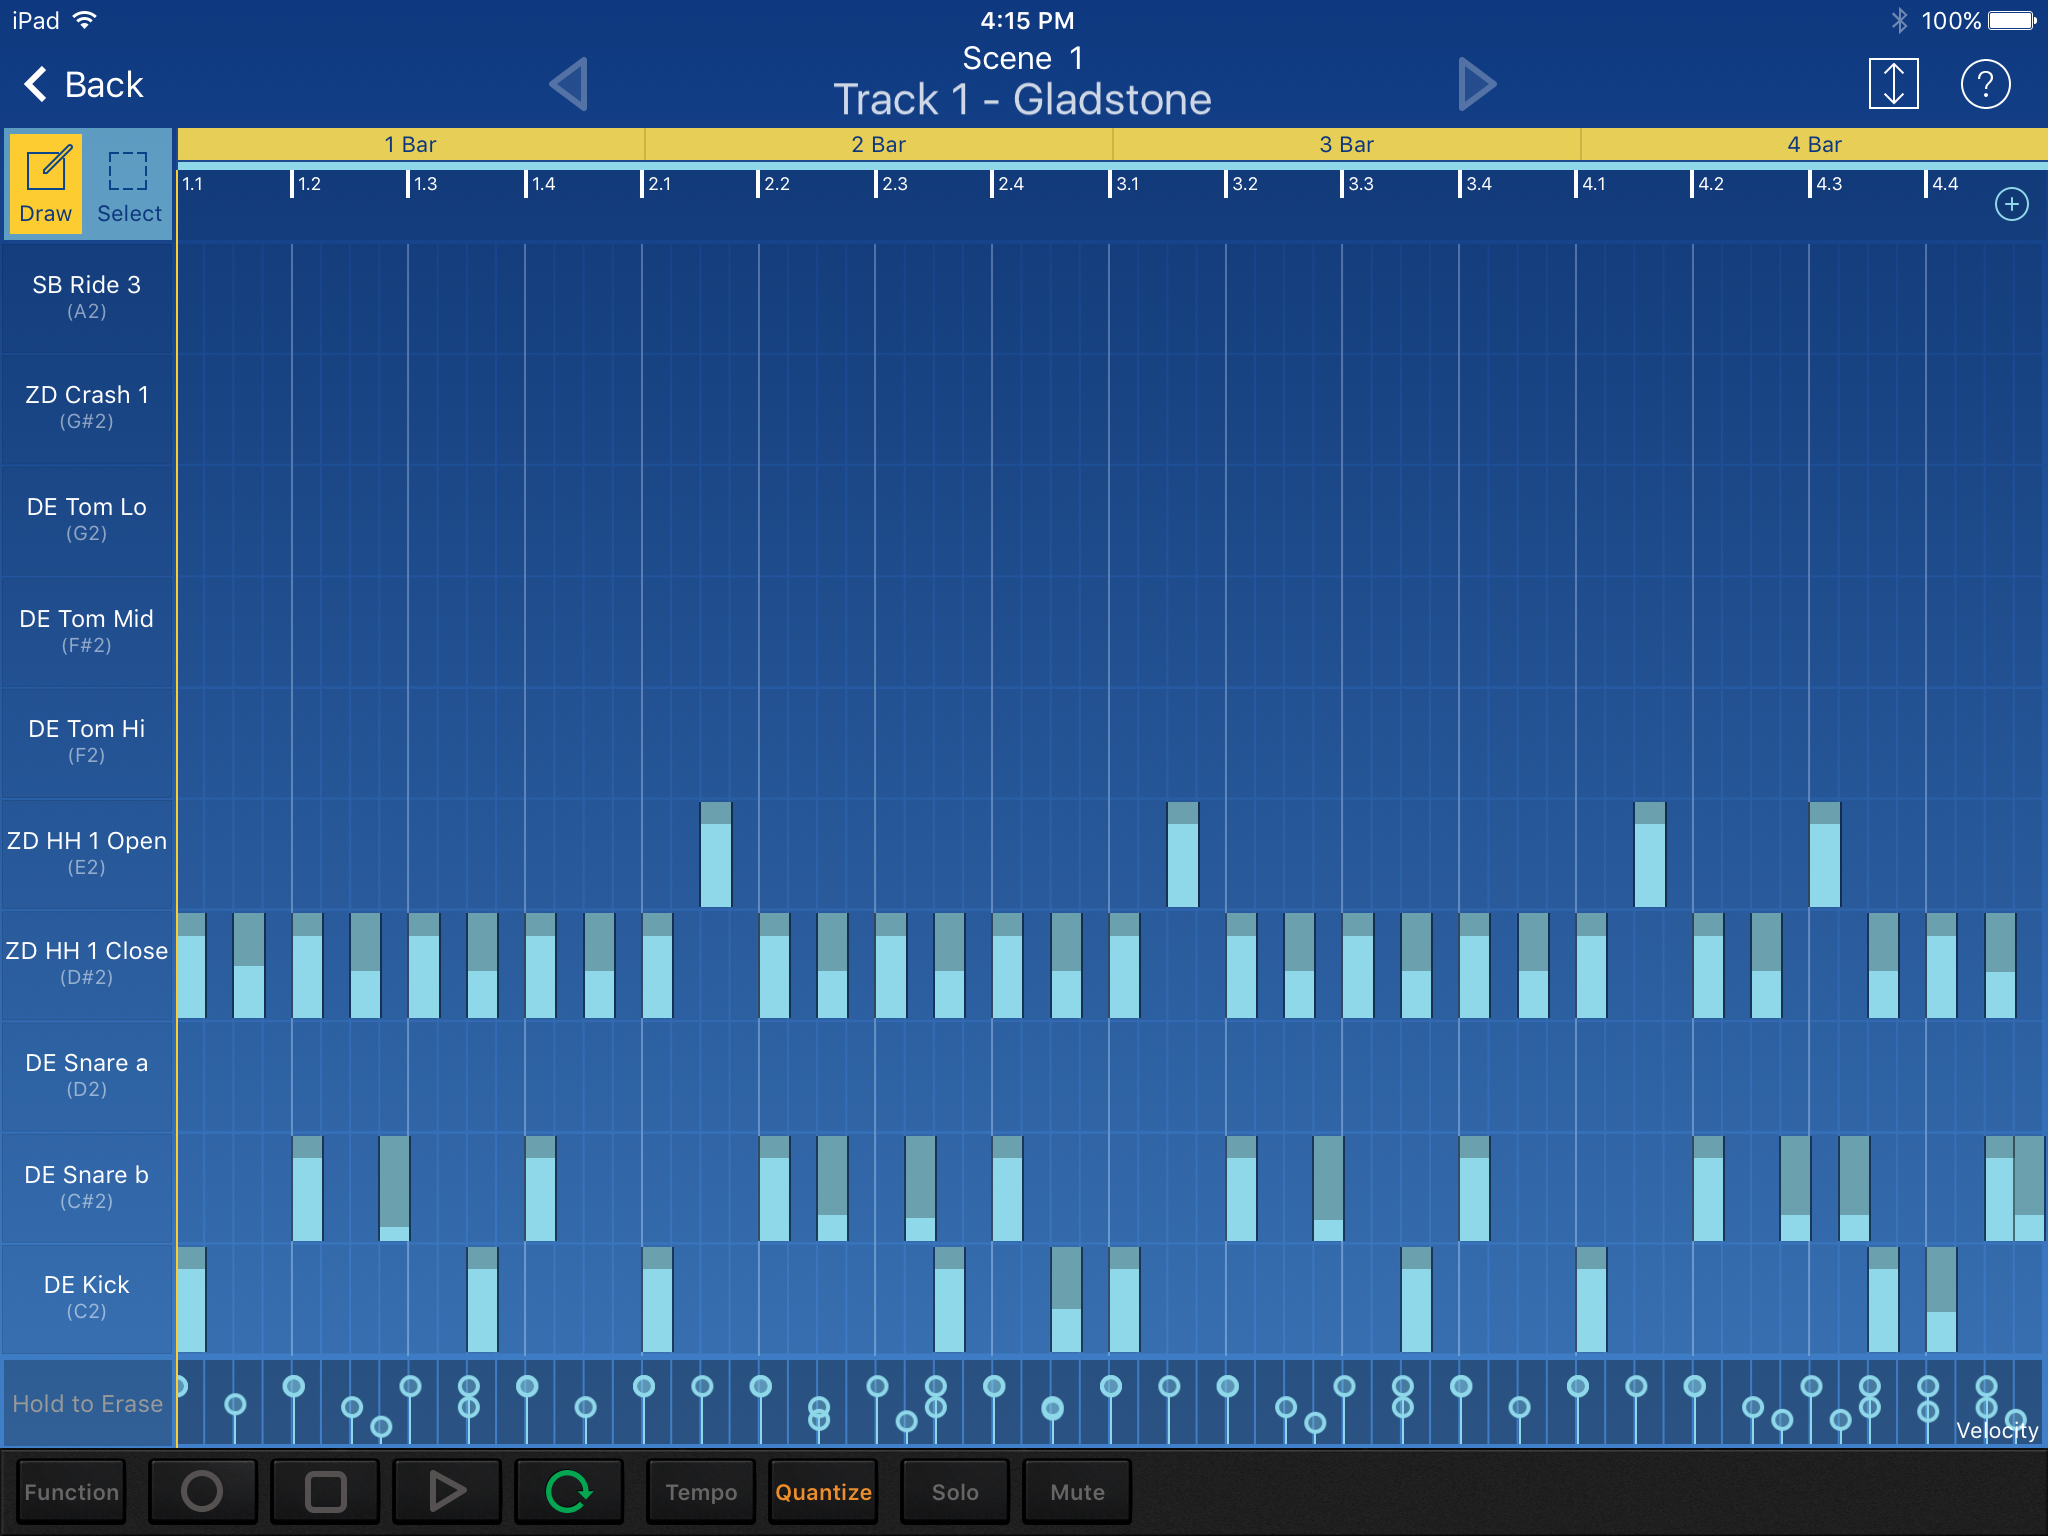 iPad 4:15 PM 100%
Back Scene 1
Track 1 - Gladstone ?
1 Bar 2 Bar 3 Bar 4 Bar
1.1 1.2 1.3 1.4 2.1 2.2 2.3 2.4 3.1 3.2 3.3 3.4 4.1 4.2 4.3 4.4
Draw Select
SB Ride 3
(A2)
ZD Crash 1
(G#2)
DE Tom Lo
(G2)
DE Tom Mid
(F#2)
DE Tom Hi
(F2)
ZD HH 1 Open
(E2)
ZD HH 1 Close
(D#2)
DE Snare a
(D2)
DE Snare b
(C#2)
DE Kick
(C2)
Hold to Erase
Velocity
Function Tempo Quantize Solo Mute